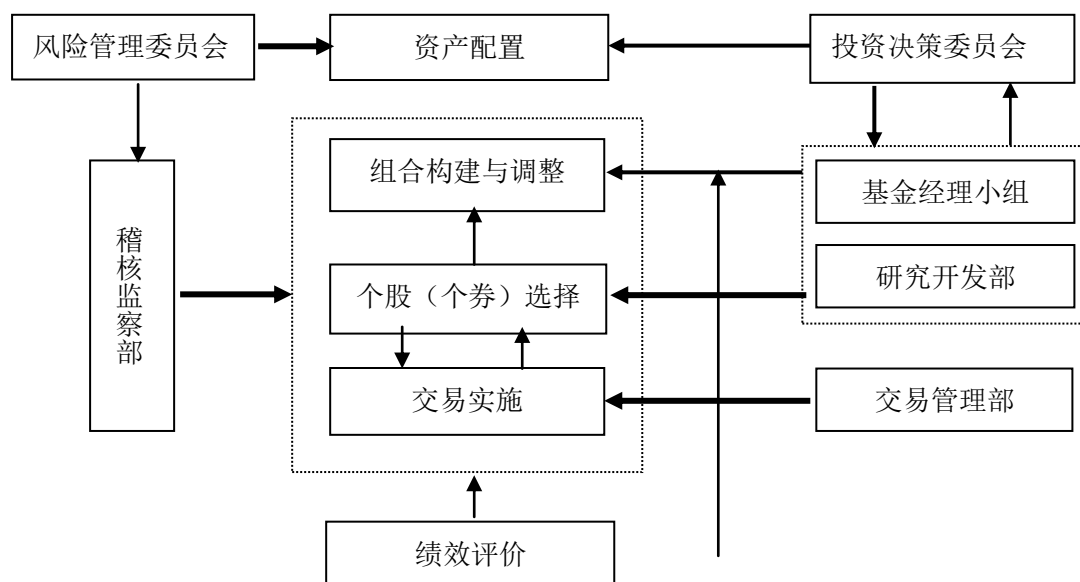 风险管理委员会
资产配置
投资决策委员会
组合构建与调整
基金经理小组
稽核监察部
个股（个券）选择
研究开发部
交易实施
交易管理部
绩效评价